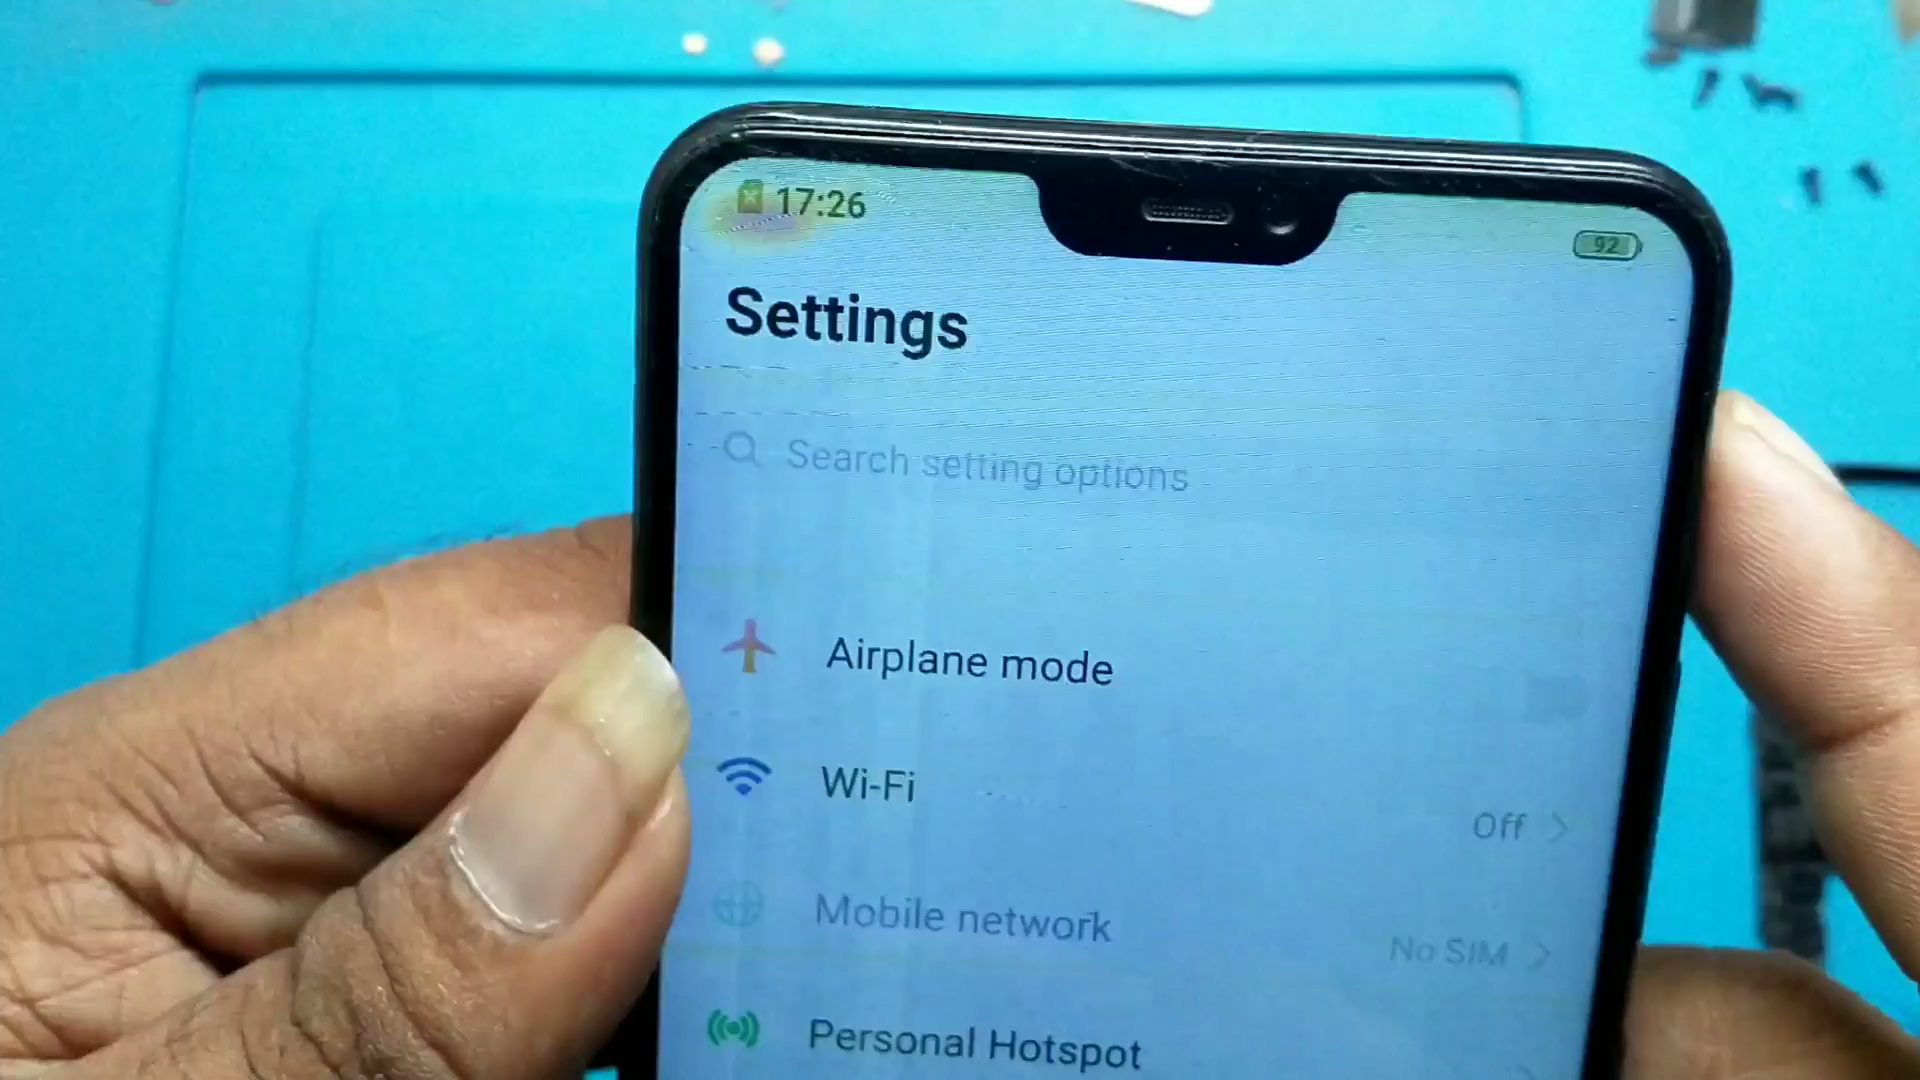 17:26
92
Settings
Search setting options
Airplane mode
Wi-Fi
Off
Mobile network
No SIM
Personal Hotspot